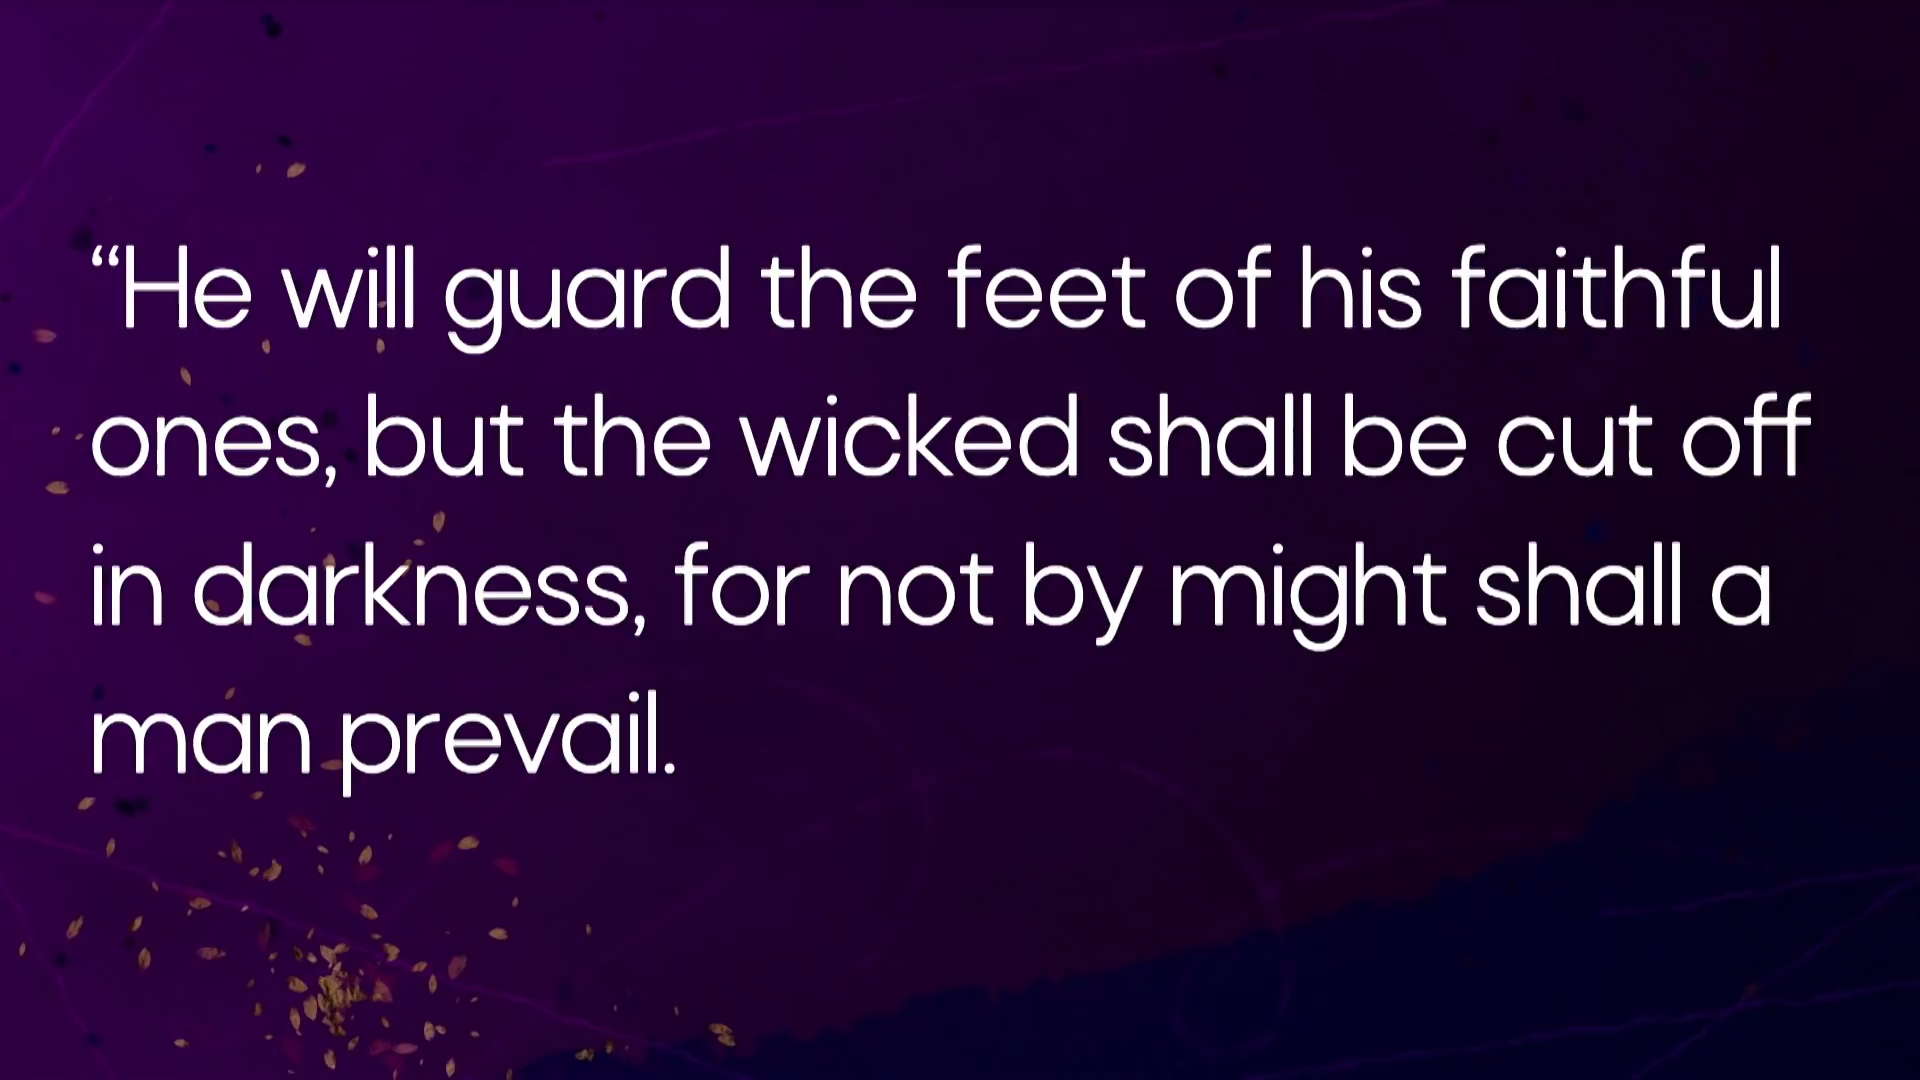 “He will guard the feet of his faithful
ones, but the wicked shall be cut off
in darkness, for not by might shall a
man prevail.